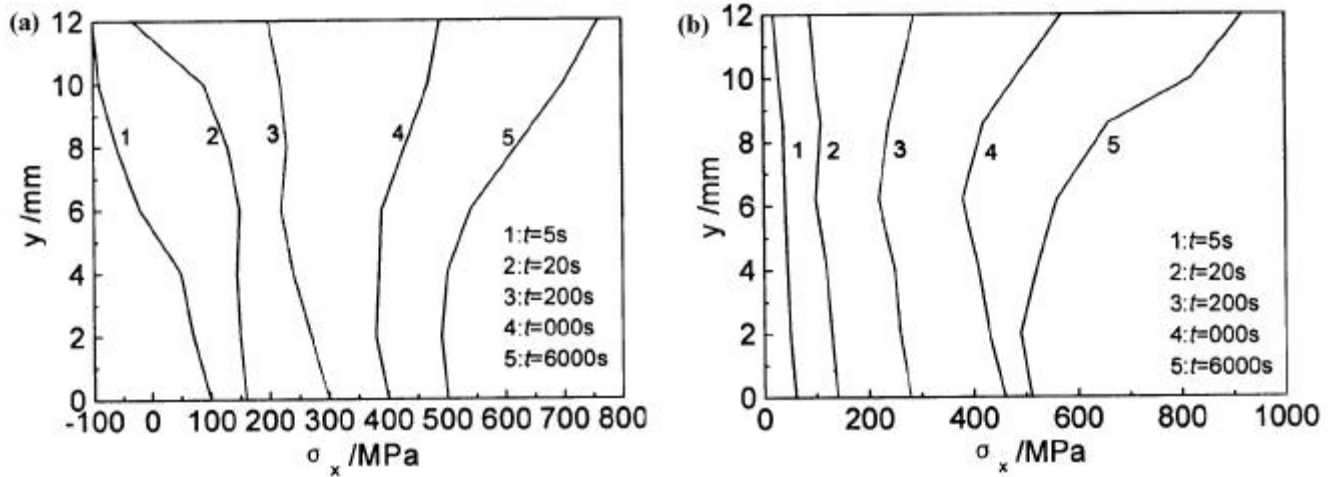 (a)
12
10
8
6
4
2
0
y /mm
1
2
3
4
5
1:t=5s
2:t=20s
3:t=200s
4:t=000s
5:t=6000s
-100 0 100 200 300 400 500 600 700 800
σx /MPa
(b)
12
10
8
6
4
2
0
y /mm
1
2
3
4
5
1:t=5s
2:t=20s
3:t=200s
4:t=000s
5:t=6000s
0 200 400 600 800 1000
σx /MPa